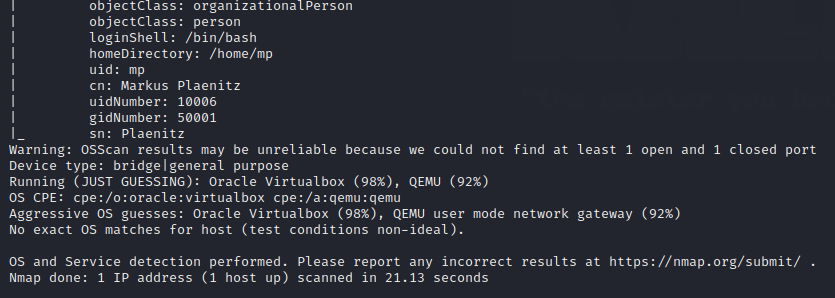 |         objectClass: organizationalPerson
|         objectClass: person
|         loginShell: /bin/bash
|         homeDirectory: /home/mp
|         uid: mp
|         cn: Markus Plaenitz
|         uidNumber: 10006
|         gidNumber: 50001
|_        sn: Plaenitz
Warning: OSScan results may be unreliable because we could not find at least 1 open and 1 closed port
Device type: bridge|general purpose
Running (JUST GUESSING): Oracle Virtualbox (98%), QEMU (92%)
OS CPE: cpe:/o:oracle:virtualbox cpe:/a:qemu:qemu
Aggressive OS guesses: Oracle Virtualbox (98%), QEMU user mode network gateway (92%)
No exact OS matches for host (test conditions non-ideal).

OS and Service detection performed. Please report any incorrect results at https://nmap.org/submit/ .
Nmap done: 1 IP address (1 host up) scanned in 21.13 seconds